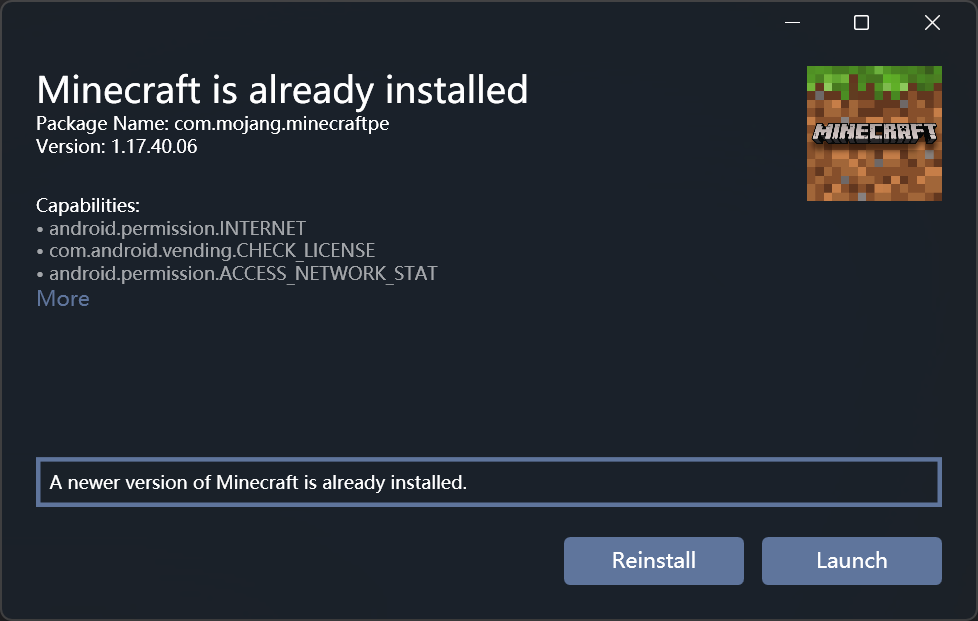 Minecraft is already installed
Package Name: com.mojang.minecraftpe
Version: 1.17.40.06
MINECRAFT
Capabilities:
• android.permission.INTERNET
• com.android.vending.CHECK_LICENSE
• android.permission.ACCESS_NETWORK_STAT
More
A newer version of Minecraft is already installed.
Reinstall
Launch